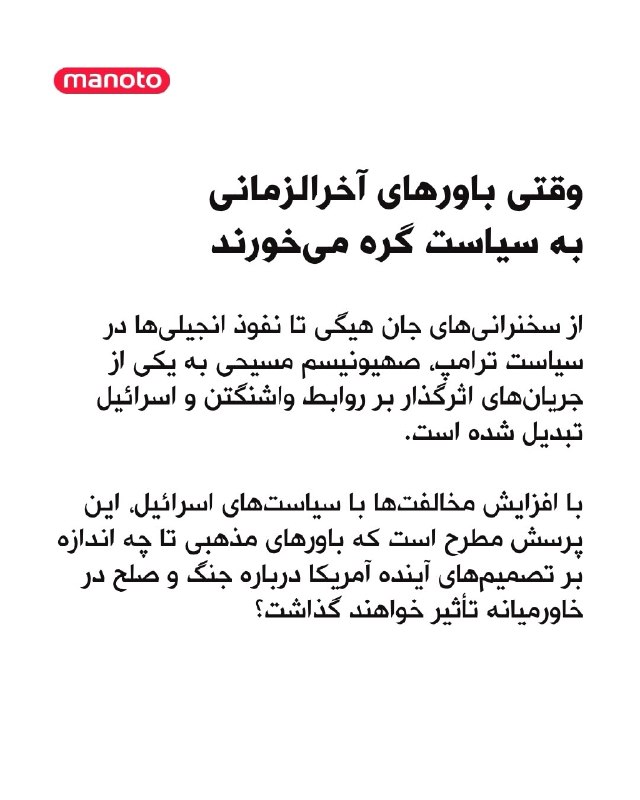 manoto
وقتی باورهای آخرالزمانی
به سیاست گره می‌خورند
از سخنرانی‌های جان هیگی تا نفوذ انجیلی‌ها در
سیاست ترامپ، صهیونیسم مسیحی به یکی از
جریان‌های اثرگذار بر روابط واشنگتن و اسرائیل
تبدیل شده است.
با افزایش مخالفت‌ها با سیاست‌های اسرائیل، این
پرسش مطرح است که باورهای مذهبی تا چه اندازه
بر تصمیم‌های آینده آمریکا درباره جنگ و صلح در
خاورمیانه تأثیر خواهند گذاشت؟